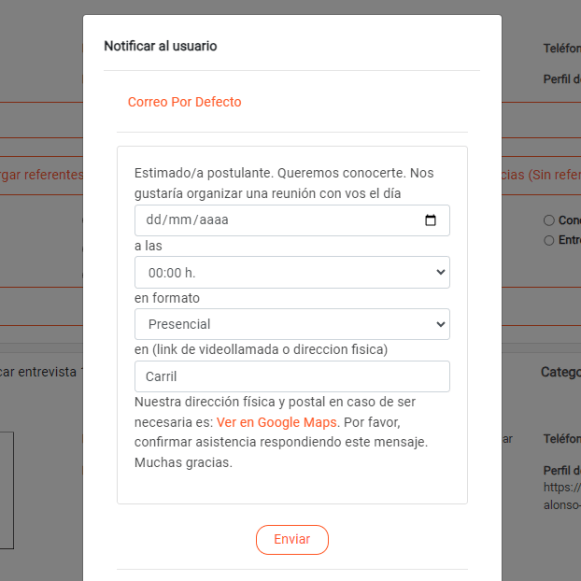 Notificar al usuario
Teléfon
Perfil d
Correo Por Defecto
Estimado/a postulante. Queremos conocerte. Nos
rgar referentes
cias (Sin refer
gustaría organizar una reunión con vos el día
dd/mm/aaaa
Con
a las
Entr
00:00 h.
en formato
Presencial
en (link de videollamada o direccion fisica)
car entrevista
Catego
Carril
Nuestra dirección física y postal en caso de ser
necesaria es: Ver en Google Maps. Por favor,
confirmar asistencia respondiendo este mensaje.
ar
Teléfon
Muchas gracias.
Perfil d
https://
alonso-
Enviar